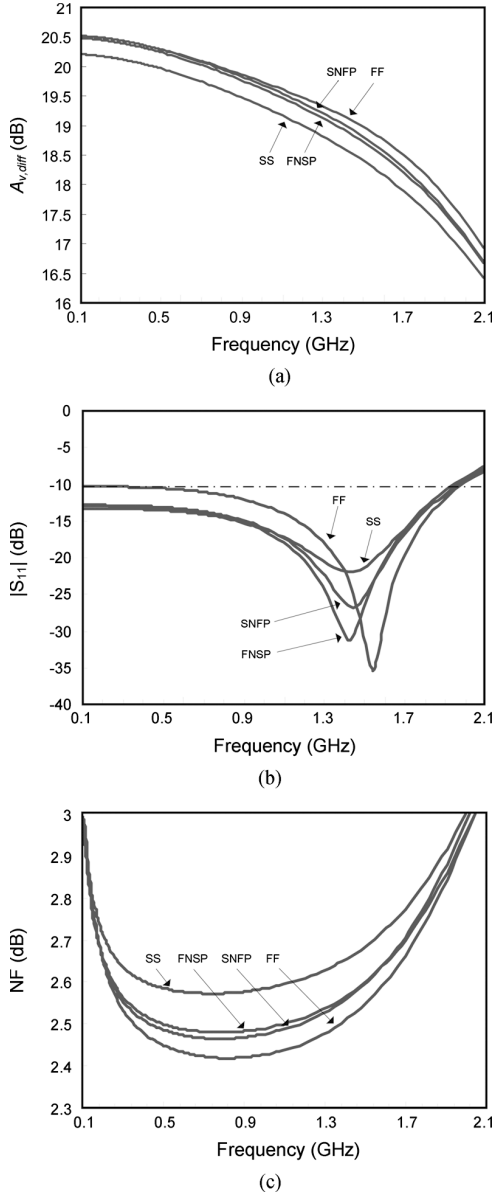 21
20.5
20
19.5
19
18.5
18
17.5
17
16.5
16
A_{v,diff} (dB)
SNFP FF
SS FNSP
0.1 0.5 0.9 1.3 1.7 2.1
Frequency (GHz)
(a)
0
-5
-10
-15
-20
-25
-30
-35
-40
|S_{11}| (dB)
FF
SS
SNFP
FNSP
0.1 0.5 0.9 1.3 1.7 2.1
Frequency (GHz)
(b)
3
2.9
2.8
2.7
2.6
2.5
2.4
2.3
NF (dB)
SS FNSP SNFP FF
0.1 0.5 0.9 1.3 1.7 2.1
Frequency (GHz)
(c)